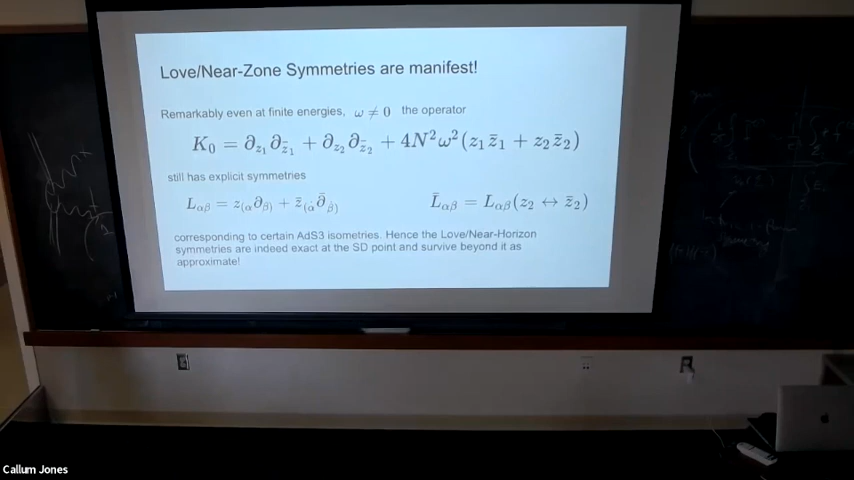 Love/Near-Zone Symmetries are manifest!
Remarkably even at finite energies, ω ≠ 0 the operator
K₀ = ∂_{z₁}∂_{z̄₁} + ∂_{z₂}∂_{z̄₂} + 4N²ω²(z₁z̄₁ + z₂z̄₂)
still has explicit symmetries
L_{αβ} = z_{(α}∂_{β)} + z̄_{(α̇}∂̄_{β̇)} L̄_{αβ} = L_{αβ}(z₂ ↔ z̄₂)
corresponding to certain AdS3 isometries. Hence the Love/Near-Horizon
symmetries are indeed exact at the SD point and survive beyond it as
approximate!
Callum Jones